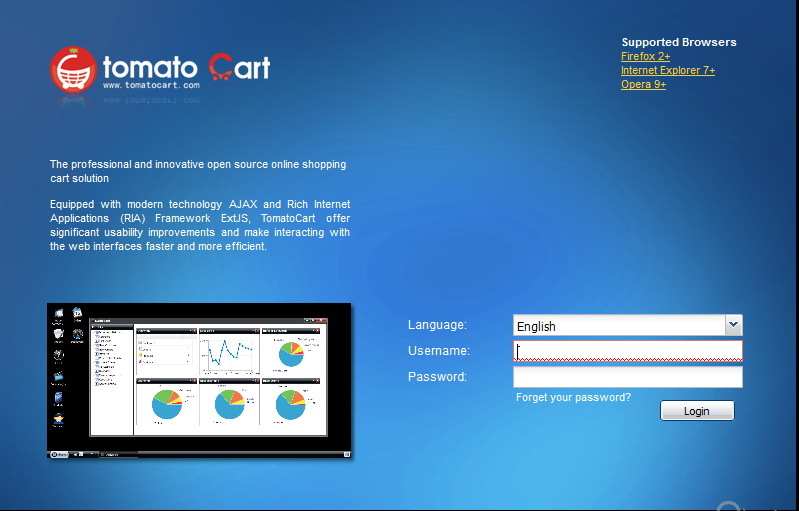 tomato Cart
www.tomatocart.com
Supported Browsers
Firefox 2+
Internet Explorer 7+
Opera 9+
The professional and innovative open source online shopping
cart solution
Equipped with modern technology AJAX and Rich Internet
Applications (RIA) Framework ExtJS, TomatoCart offer
significant usability improvements and make interacting with
the web interfaces faster and more efficient.
Language:
English
Username:
Password:
Forget your password?
Login